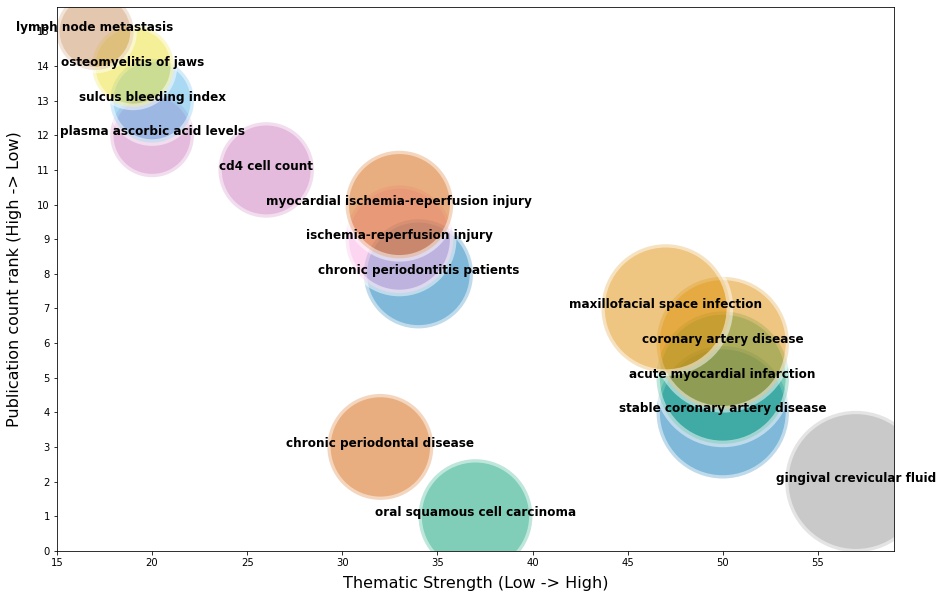 lymph node metastasis
15
osteomyelitis of jaws
14
sulcus bleeding index
13
plasma ascorbic acid levels
12
cd4 cell count
11
myocardial ischemia-reperfusion injury
10
ischemia-reperfusion injury
9
chronic periodontitis patients
8
maxillofacial space infection
7
coronary artery disease
6
acute myocardial infarction
5
stable coronary artery disease
4
chronic periodontal disease
3
gingival crevicular fluid
2
oral squamous cell carcinoma
1
0
Publication count rank (High -> Low)
15 20 25 30 35 40 45 50 55
Thematic Strength (Low -> High)